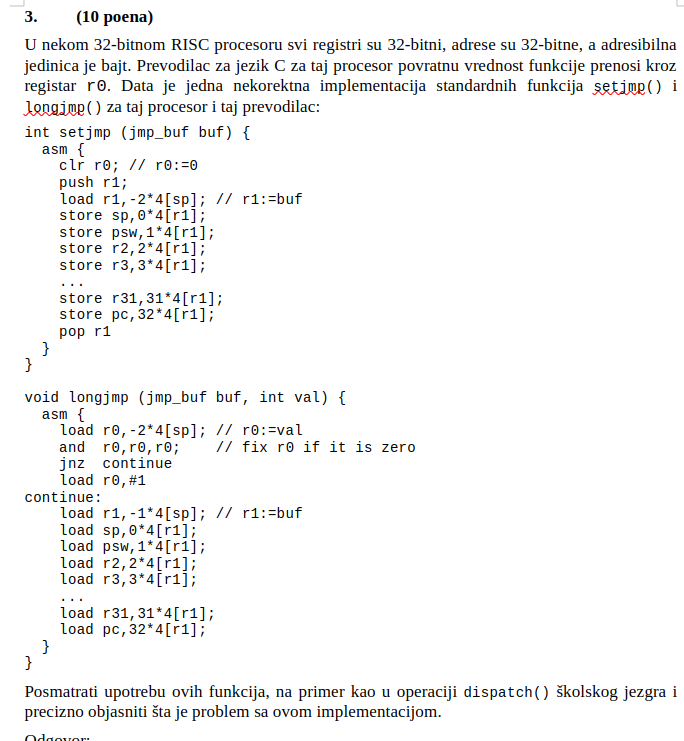 3. (10 poena)
U nekom 32-bitnom RISC procesoru svi registri su 32-bitni, adrese su 32-bitne, a adresibilna
jedinica je bajt. Prevodilac za jezik C za taj procesor povratnu vrednost funkcije prenosi kroz
registar r0. Data je jedna nekorektna implementacija standardnih funkcija setjmp() i
longjmp() za taj procesor i taj prevodilac:
int setjmp (jmp_buf buf) {
  asm {
    clr r0; // r0:=0
    push r1;
    load r1,-2*4[sp]; // r1:=buf
    store sp,0*4[r1];
    store psw,1*4[r1];
    store r2,2*4[r1];
    store r3,3*4[r1];
    ...
    store r31,31*4[r1];
    store pc,32*4[r1];
    pop r1
  }
}
void longjmp (jmp_buf buf, int val) {
  asm {
    load r0,-2*4[sp]; // r0:=val
    and  r0,r0,r0;    // fix r0 if it is zero
    jnz  continue
    load r0,#1
continue:
    load r1,-1*4[sp]; // r1:=buf
    load sp,0*4[r1];
    load psw,1*4[r1];
    load r2,2*4[r1];
    load r3,3*4[r1];
    ...
    load r31,31*4[r1];
    load pc,32*4[r1];
  }
}
Posmatrati upotrebu ovih funkcija, na primer kao u operaciji dispatch() školskog jezgra i
precizno objasniti šta je problem sa ovom implementacijom.
Odgovor: